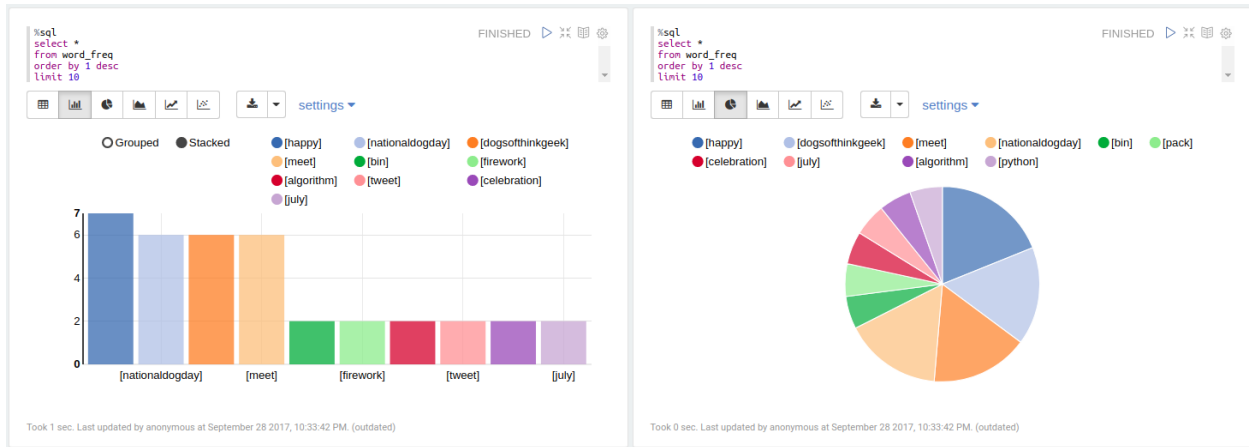 %sql
select *
from word_freq
order by 1 desc
limit 10
FINISHED
settings
Grouped Stacked
[happy] [nationaldogday] [dogsofthinkgeek]
[meet] [bin] [firework]
[algorithm] [tweet] [celebration]
[july]
7
6
4
2
0
[nationaldogday] [meet] [firework] [tweet] [july]
Took 1 sec. Last updated by anonymous at September 28 2017, 10:33:42 PM. (outdated)
%sql
select *
from word_freq
order by 1 desc
limit 10
FINISHED
settings
[happy] [dogsofthinkgeek] [meet] [nationaldogday] [bin] [pack]
[celebration] [july] [algorithm] [python]
Took 0 sec. Last updated by anonymous at September 28 2017, 10:33:42 PM. (outdated)